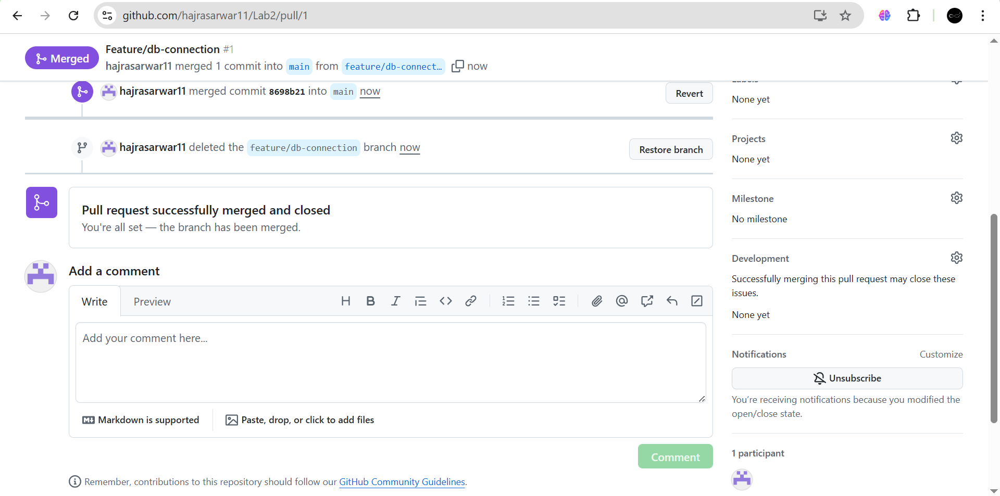 github.com/hajrasarwar11/Lab2/pull/1
Merged
Feature/db-connection #1
hajrasarwar11 merged 1 commit into main from feature/db-connect… now
hajrasarwar11 merged commit 8698b21 into main now
Revert
hajrasarwar11 deleted the feature/db-connection branch now
Restore branch
Pull request successfully merged and closed
You're all set — the branch has been merged.
Add a comment
Write
Preview
H B I
Add your comment here...
Markdown is supported
Paste, drop, or click to add files
Comment
Remember, contributions to this repository should follow our GitHub Community Guidelines.
Labels
None yet
Projects
None yet
Milestone
No milestone
Development
Successfully merging this pull request may close these
issues.
None yet
Notifications
Customize
Unsubscribe
You're receiving notifications because you modified the
open/close state.
1 participant